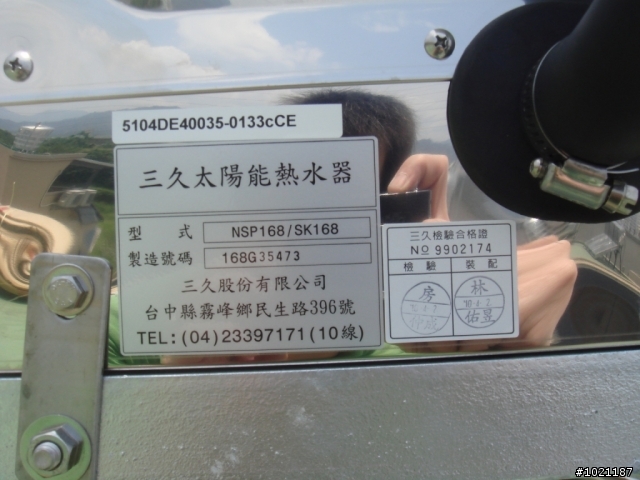 5104DE40035-0133cCE
三久太陽能熱水器
型式 NSP168/SK168
製造號碼 168G35473
三久股份有限公司
台中縣霧峰鄉民生路396號
TEL:(04)23397171(10線)
三久檢驗合格證
NO 9902174
檢驗 裝配
房 林
佑昱
#1021187